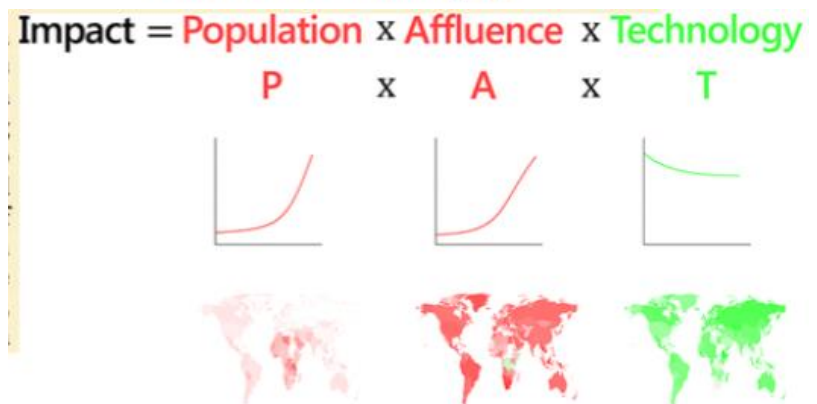 Impact = Population x Affluence x Technology
P x A x T